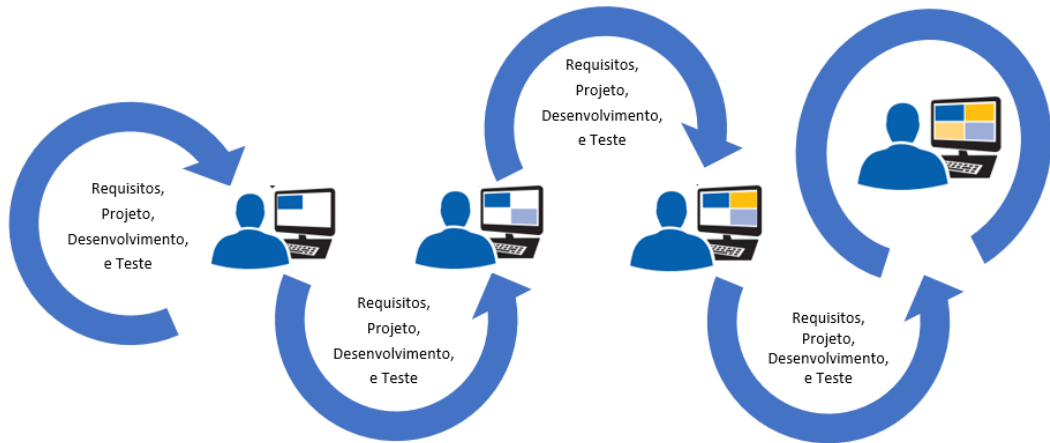 Requisitos,
Projeto,
Desenvolvimento,
e Teste
Requisitos,
Projeto,
Desenvolvimento,
e Teste
Requisitos,
Projeto,
Desenvolvimento,
e Teste
Requisitos,
Projeto,
Desenvolvimento,
e Teste